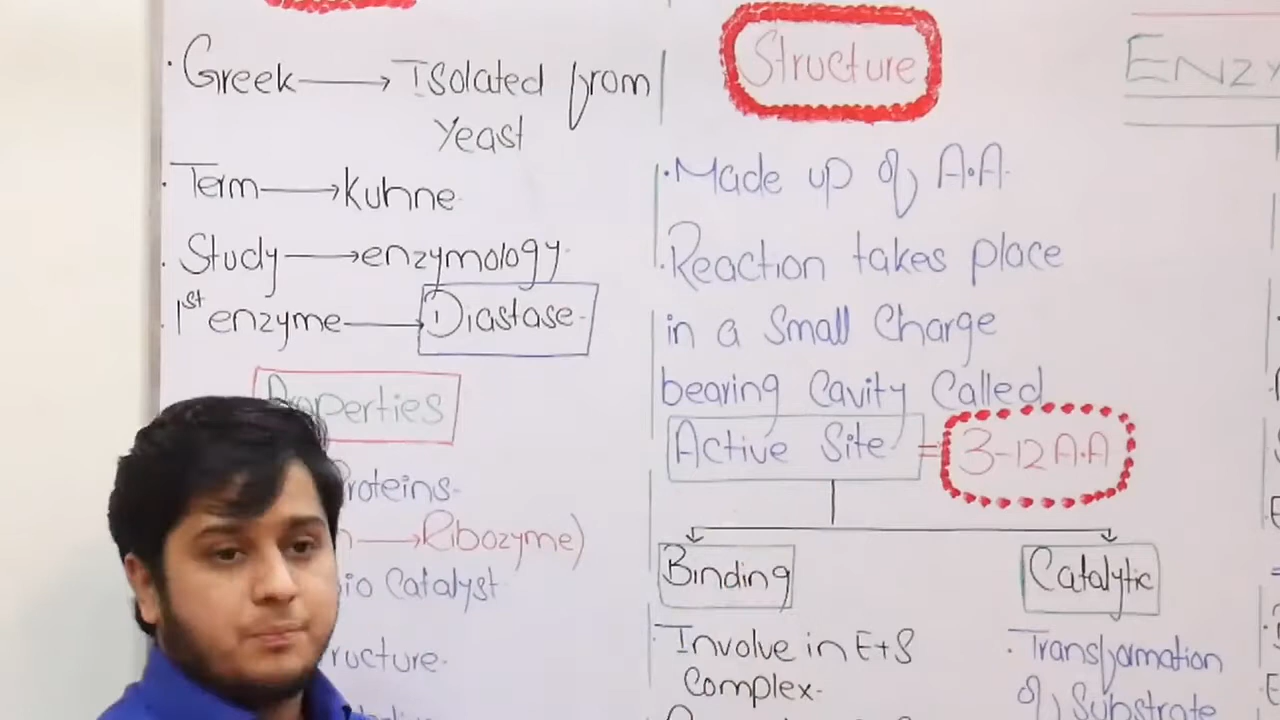 • Greek → Isolated from
Yeast
• Term → Kuhne
• Study → enzymology.
• 1st enzyme → Diastase.
Properties
Proteins.
→ Ribozyme)
Bio Catalyst
ructure.
Structure
• Made up of A.A.
• Reaction takes place
in a Small Charge
bearing Cavity Called
Active Site = 3-12 A.A
Binding
• Involve in E+S
Complex.
Catalytic
• Transformation
of Substrate
ENZY